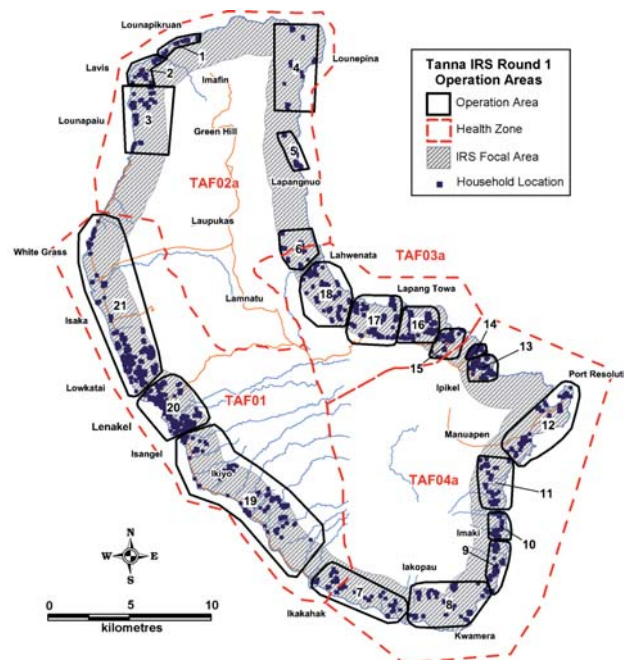 Lounapikruan
1
Lavis
2
Imafin
4
Lounepina
3
Lounapaiu
Green Hill
5
TAF02a
Lapangnuo
Laupukas
6
White Grass
Lahwenata
TAF03a
Lamnatu
18
Lapang Towa
21
17
16
14
13
Isaka
15
Port Resoluti
Ipikel
Lowkatai
TAF01
20
12
Lenakel
Manuapen
Isangel
Ikiyo
TAF04a
11
19
Imaki
10
9
Iakopau
7
8
Ikakahak
Kwamera
Tanna IRS Round 1
Operation Areas
Operation Area
Health Zone
IRS Focal Area
Household Location
N
W E
S
0 5 10
kilometres